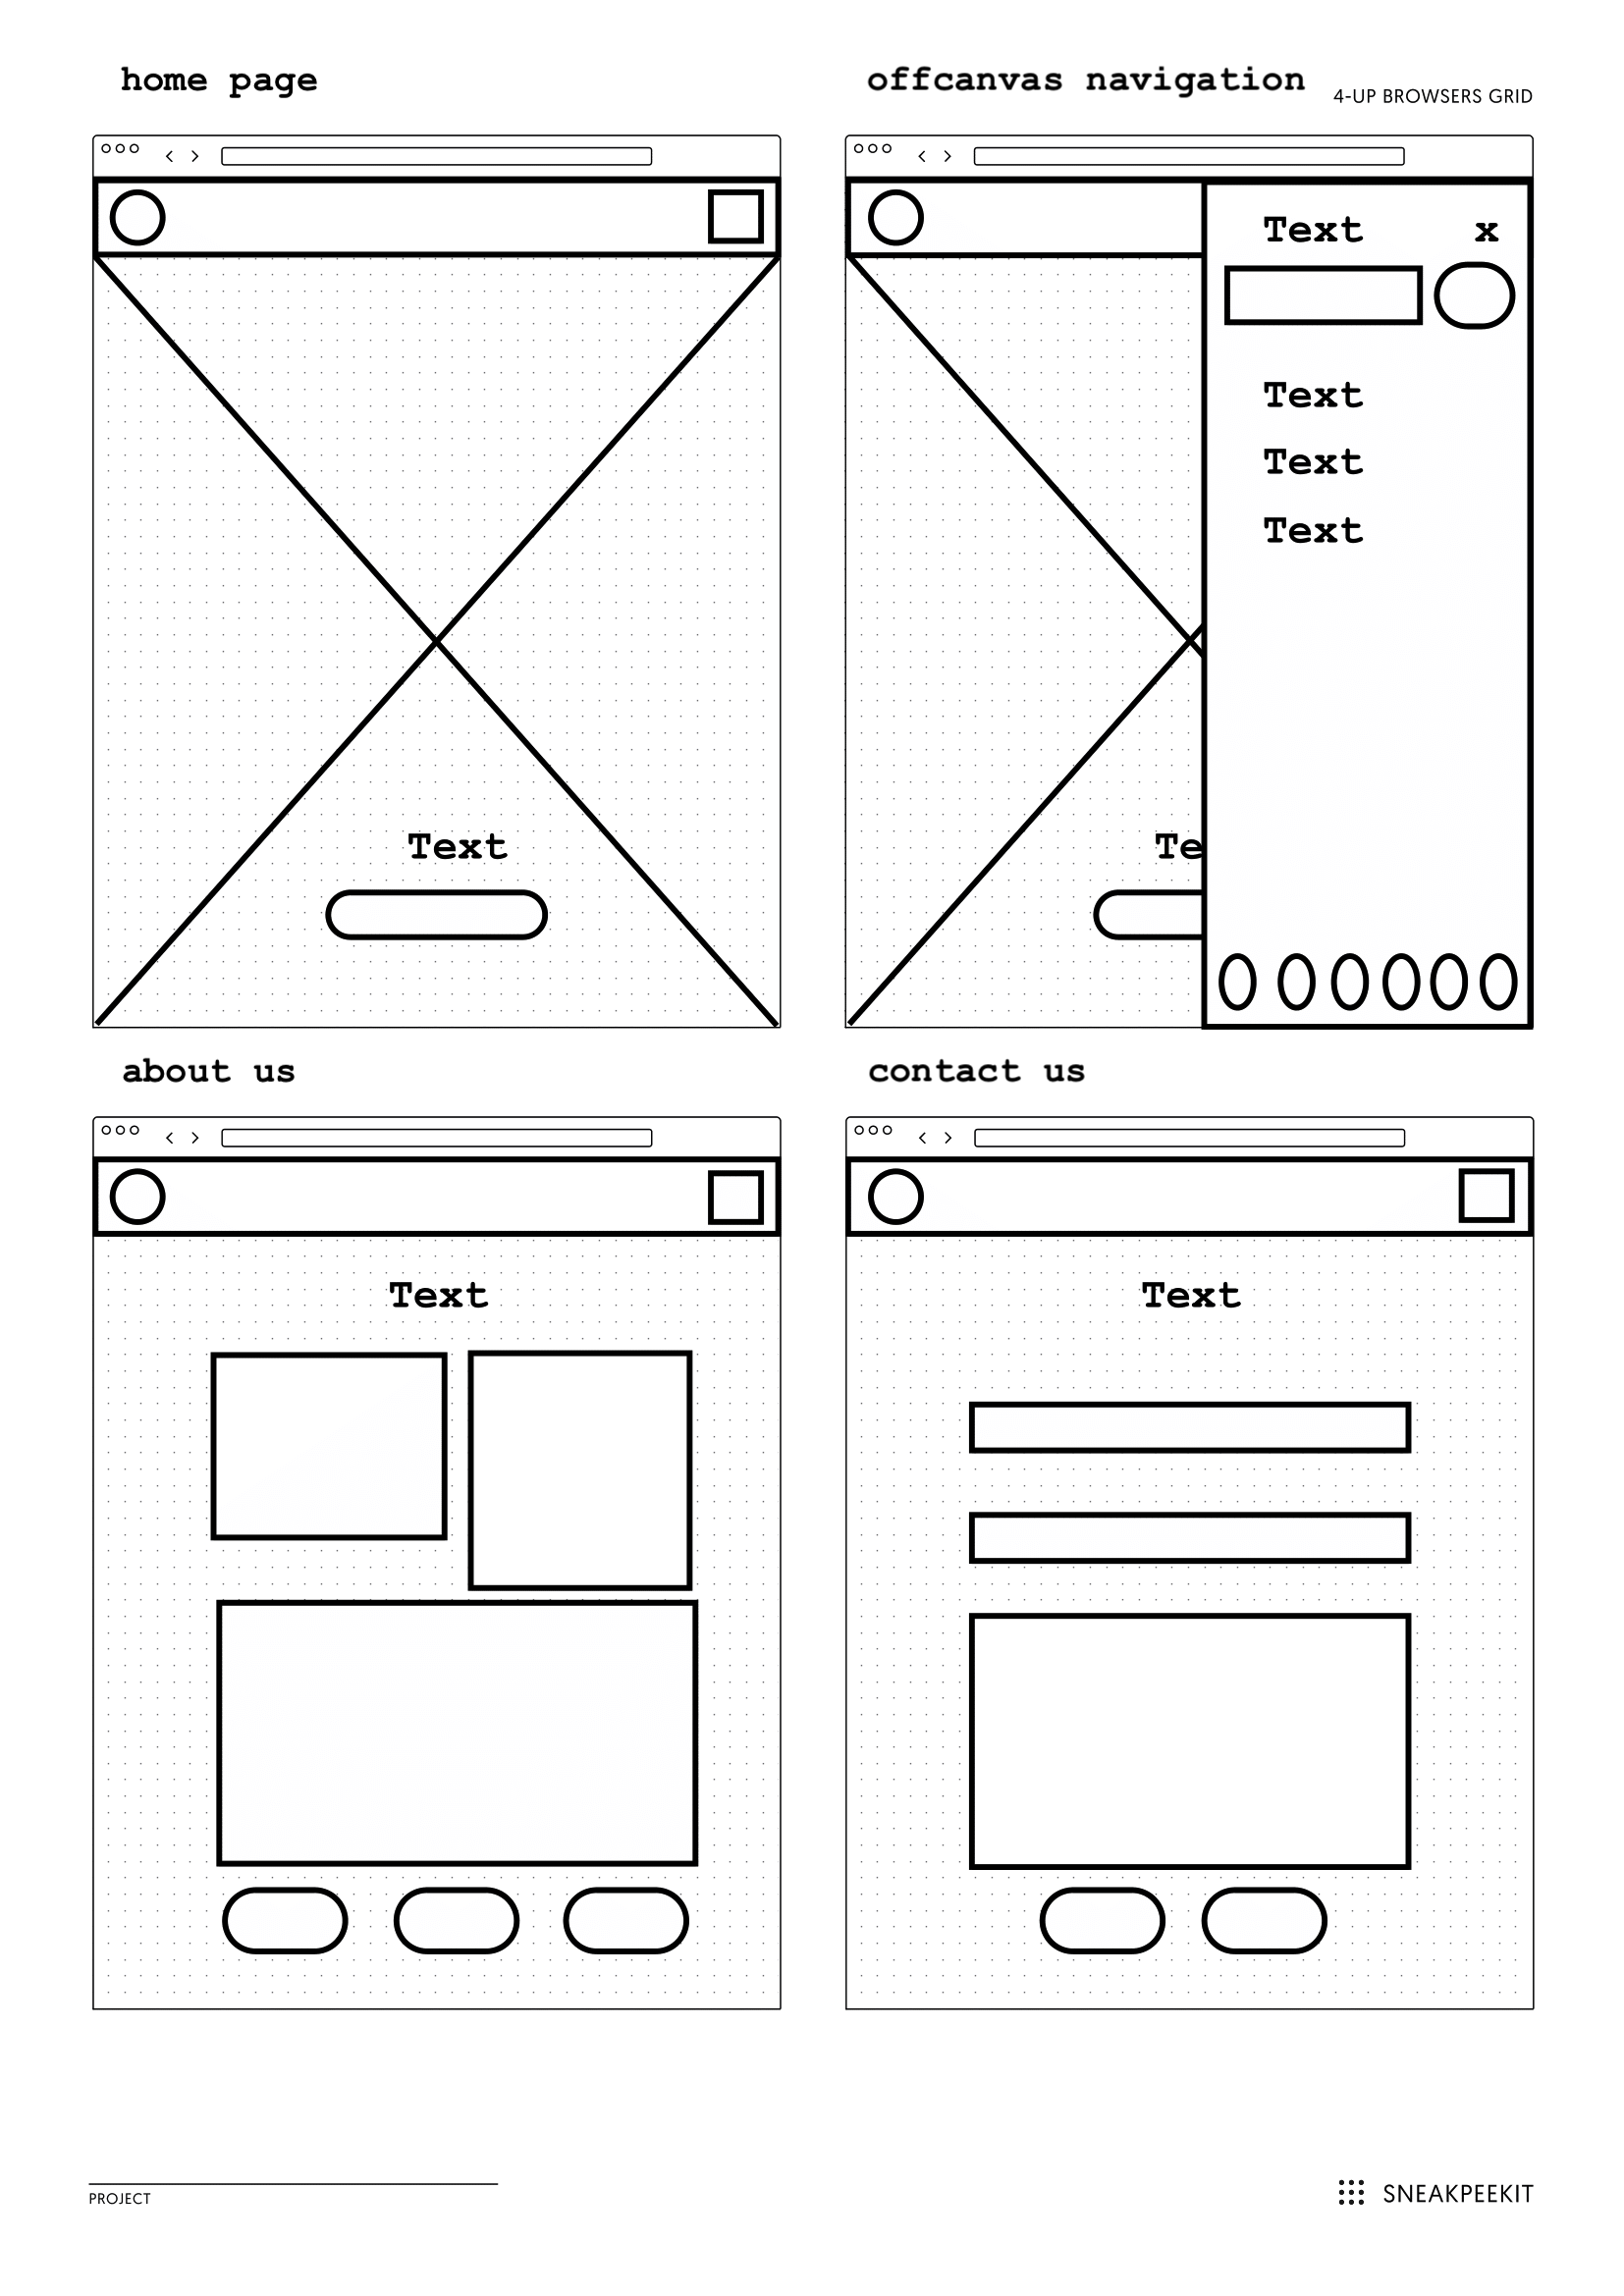 home page
offcanvas navigation
4-UP BROWSERS GRID
Text
Text x
Text
Text
Text
Te
about us
contact us
Text
Text
PROJECT
SNEAKPEEKIT